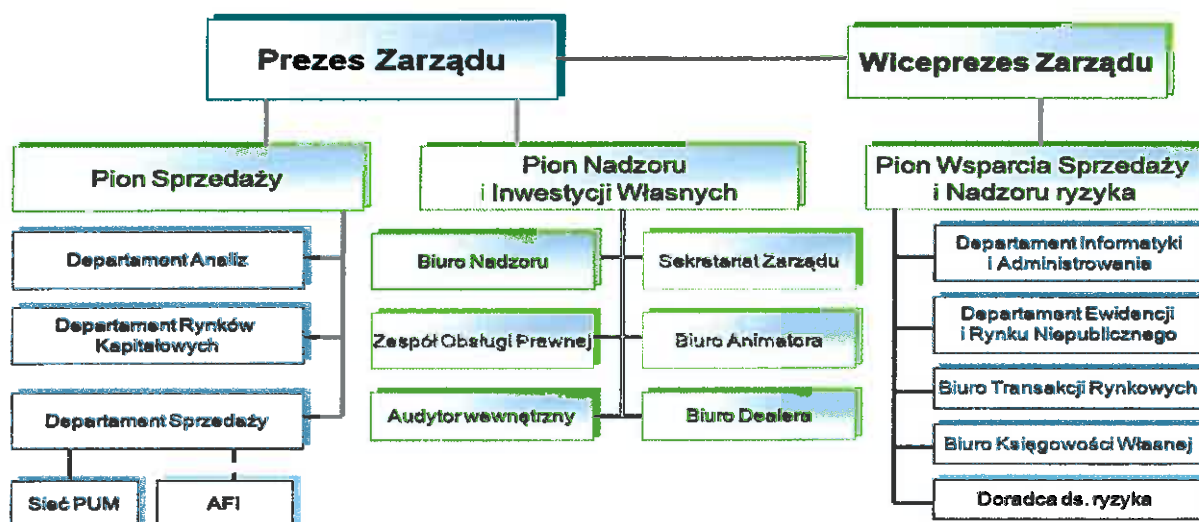 Prezes Zarządu
Wiceprezes Zarządu
Pion Sprzedaży
Pion Nadzoru
i Inwestycji Własnych
Pion Wsparcia Sprzedaży
i Nadzoru ryzyka
Departament Analiz
Departament Rynków
Kapitałowych
Departament Sprzedaży
Sieć PUM
AFI
Biuro Nadzoru
Sekretariat Zarządu
Zespół Obsługi Prawnej
Biuro Animatora
Audytor wewnętrzny
Biuro Dealera
Departament Informatyki
i Administrowania
Departament Ewidencji
i Rynku Niepublicznego
Biuro Transakcji Rynkowych
Biuro Księgowości Własnej
Doradca ds. ryzyka